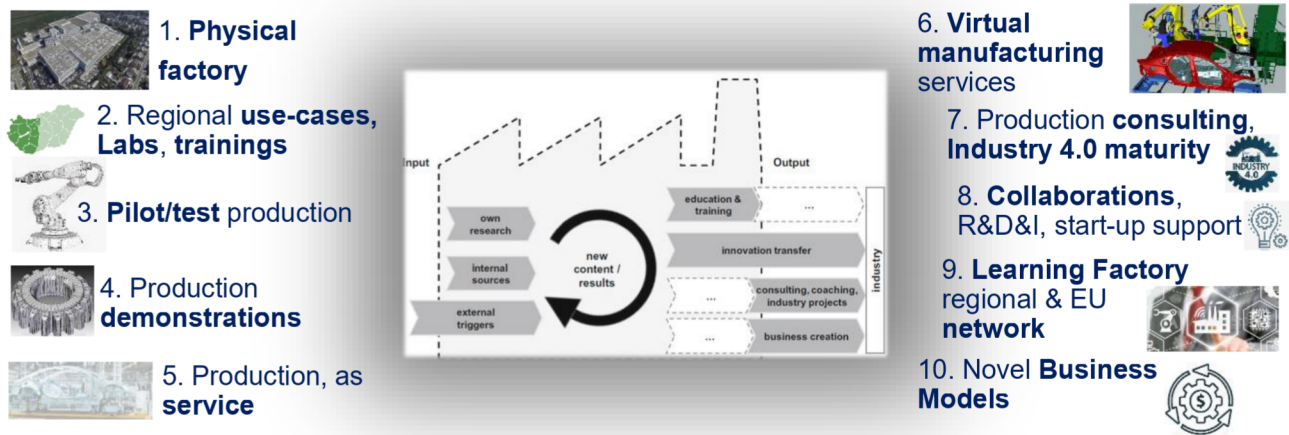 1. Physical
factory
2. Regional use-cases,
Labs, trainings
3. Pilot/test production
4. Production
demonstrations
5. Production, as
service
Input
Output
own
research
internal
sources
external
triggers
new
content /
results
education &
training
...
innovation transfer
...
consulting, coaching,
industry projects
...
business creation
industry
6. Virtual
manufacturing
services
7. Production consulting,
Industry 4.0 maturity
INDUSTRY
4.0
8. Collaborations,
R&D&I, start-up support
9. Learning Factory
regional & EU
network
10. Novel Business
Models
$